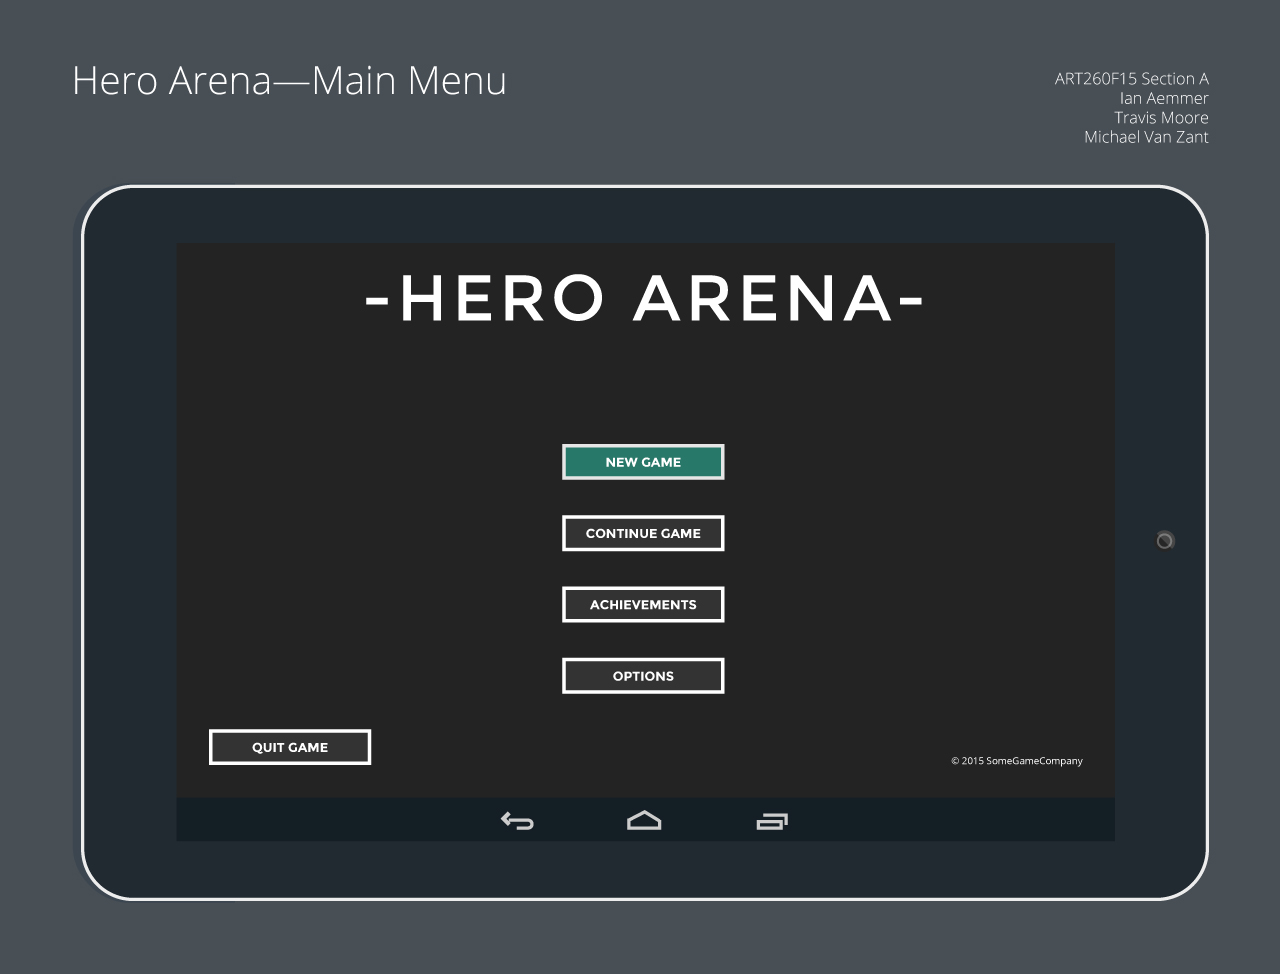 Hero Arena—Main Menu
ART260F15 Section A
Ian Aemmer
Travis Moore
Michael Van Zant
-HERO ARENA-
NEW GAME
CONTINUE GAME
ACHIEVEMENTS
OPTIONS
QUIT GAME
© 2015 SomeGameCompany